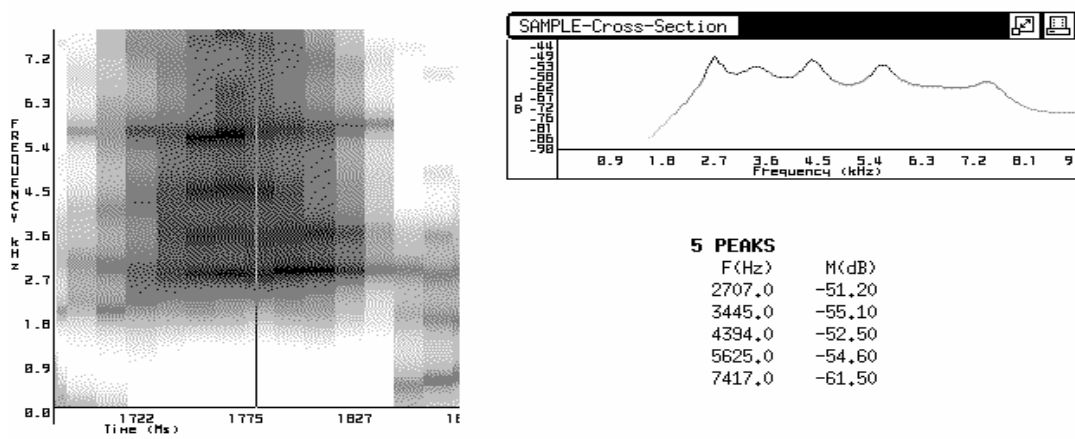 7.2
6.3
5.4
4.5
3.6
2.7
1.8
0.9
0.0
FREQUENCY kHz
1722 1775 1827
Time (Ms)
SAMPLE-Cross-Section
-44
-49
-53
-58
-62
-67
-72
-76
-81
-86
-90
dB
0.9 1.8 2.7 3.6 4.5 5.4 6.3 7.2 8.1 9
Frequency (kHz)
5 PEAKS
F(Hz) M(dB)
2707.0 -51.20
3445.0 -55.10
4394.0 -52.50
5625.0 -54.60
7417.0 -61.50